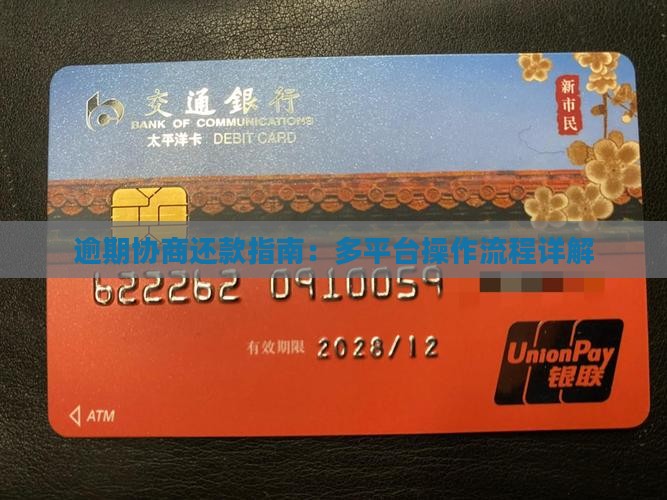 交通銀行
BANK OF COMMUNICATIONS
太平洋卡 DEBIT CARD
新市民
逾期协商还款指南：多平台操作流程详解
622262 0910059
有效期限 2028/12
UnionPay
银联
ATM